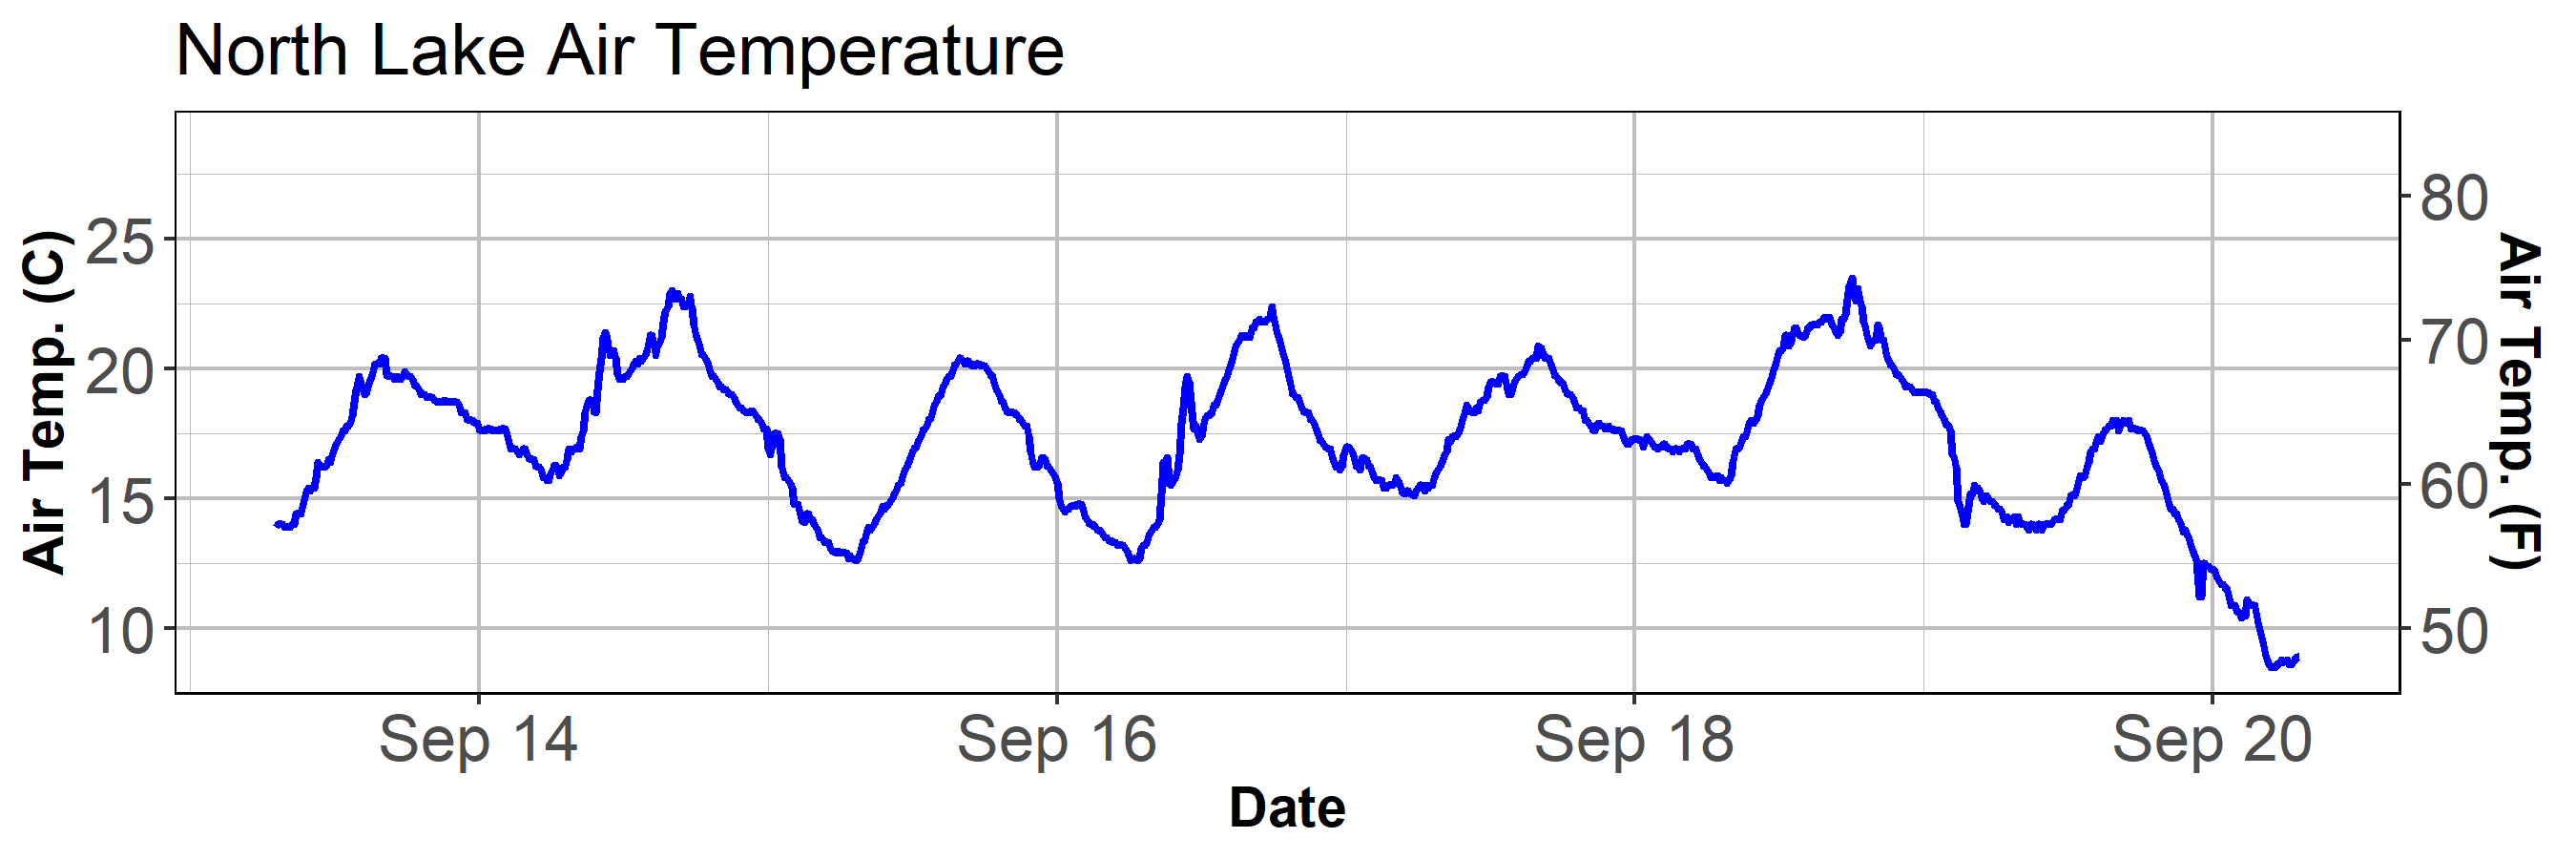 North Lake Air Temperature
Air Temp. (C)
25
20
15
10
80
70
60
50
Air Temp. (F)
Sep 14
Sep 16
Sep 18
Sep 20
Date